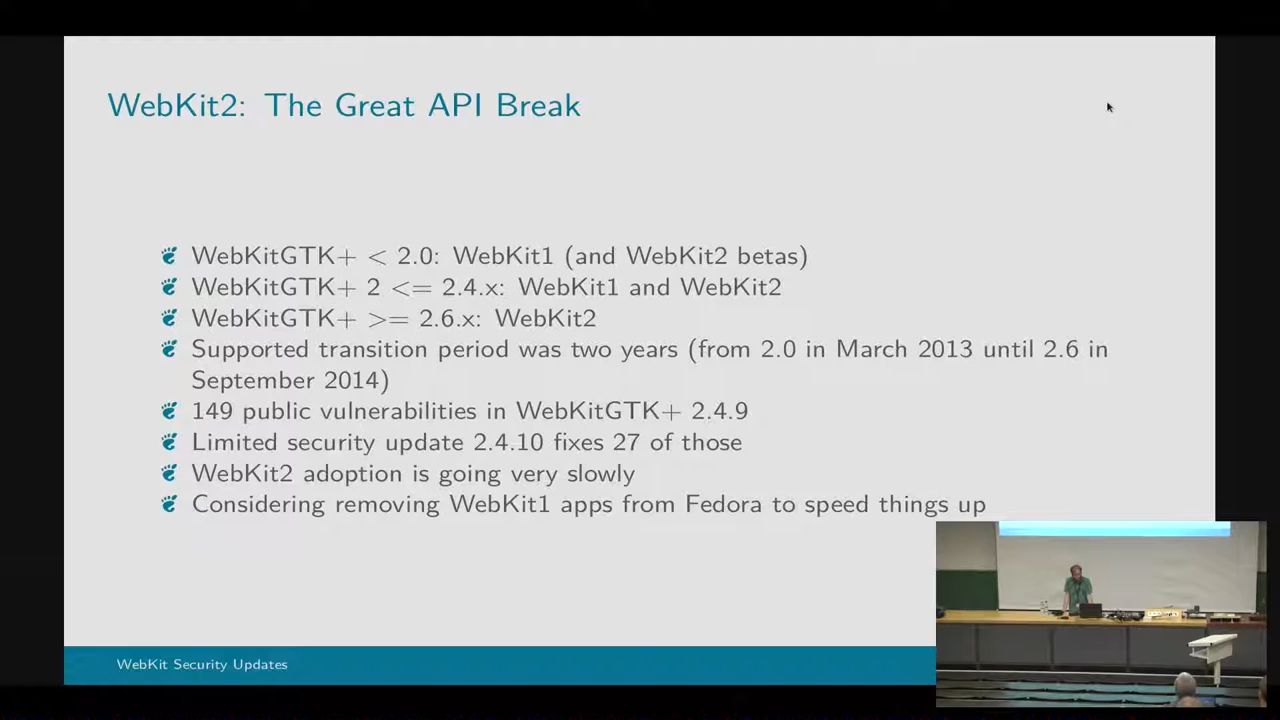 WebKit2: The Great API Break
WebKitGTK+ < 2.0: WebKit1 (and WebKit2 betas)
WebKitGTK+ 2 <= 2.4.x: WebKit1 and WebKit2
WebKitGTK+ >= 2.6.x: WebKit2
Supported transition period was two years (from 2.0 in March 2013 until 2.6 in
September 2014)
149 public vulnerabilities in WebKitGTK+ 2.4.9
Limited security update 2.4.10 fixes 27 of those
WebKit2 adoption is going very slowly
Considering removing WebKit1 apps from Fedora to speed things up
WebKit Security Updates